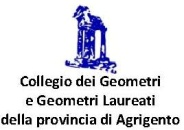 Collegio dei Geometri
e Geometri Laureati
della provincia di Agrigento